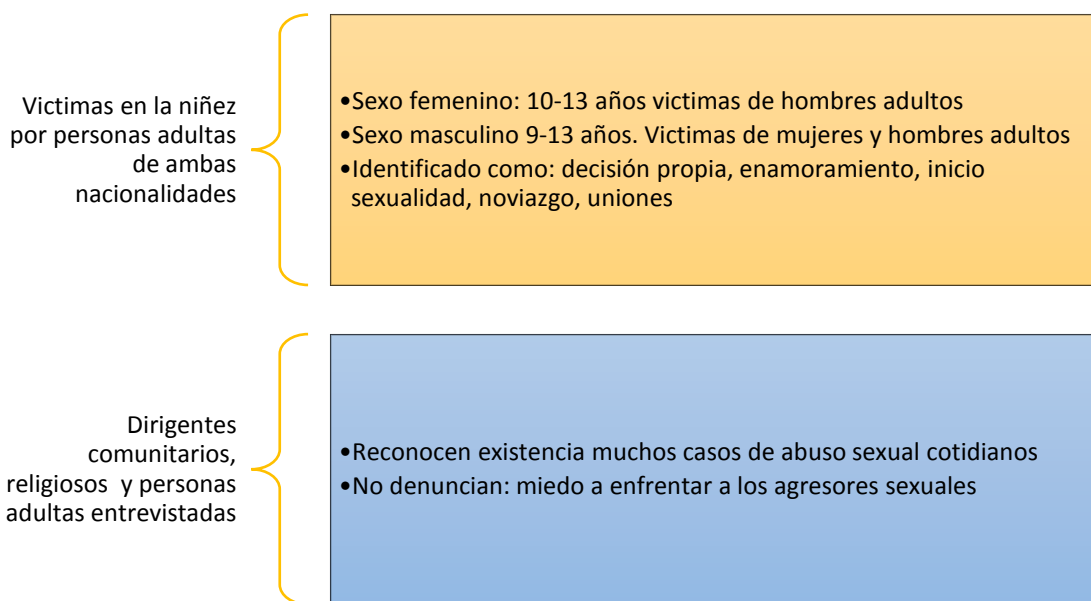 Victimas en la niñez
por personas adultas
de ambas
nacionalidades
•Sexo femenino: 10-13 años victimas de hombres adultos
•Sexo masculino 9-13 años. Victimas de mujeres y hombres adultos
•Identificado como: decisión propia, enamoramiento, inicio
sexualidad, noviazgo, uniones
Dirigentes
comunitarios,
religiosos y personas
adultas entrevistadas
•Reconocen existencia muchos casos de abuso sexual cotidianos
•No denuncian: miedo a enfrentar a los agresores sexuales